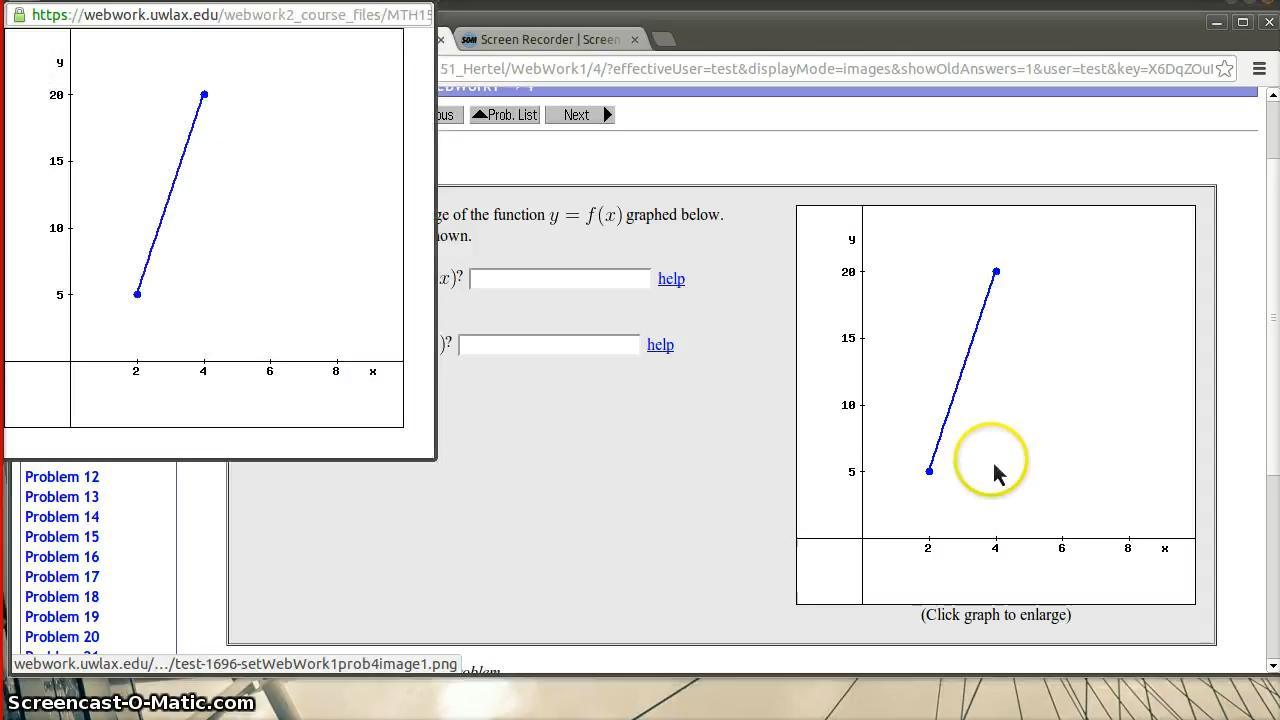 https://webwork.uwlax.edu/webwork2_course_files/MTH15
Screen Recorder | Screen
51_Hertel/WebWork1/4/?effectiveUser=test&displayMode=images&showOldAnswers=1&user=test&key=X6DqZOuI
Prob. List
Next
ge of the function y = f(x) graphed below.
own.
x)? help
)? help
y
20
15
10
5
2 4 6 8 x
y
20
15
10
5
2 4 6 8 x
(Click graph to enlarge)
Problem 12
Problem 13
Problem 14
Problem 15
Problem 16
Problem 17
Problem 18
Problem 19
Problem 20
webwork.uwlax.edu/.../test-1696-setWebWork1prob4image1.png
Screencast-O-Matic.com